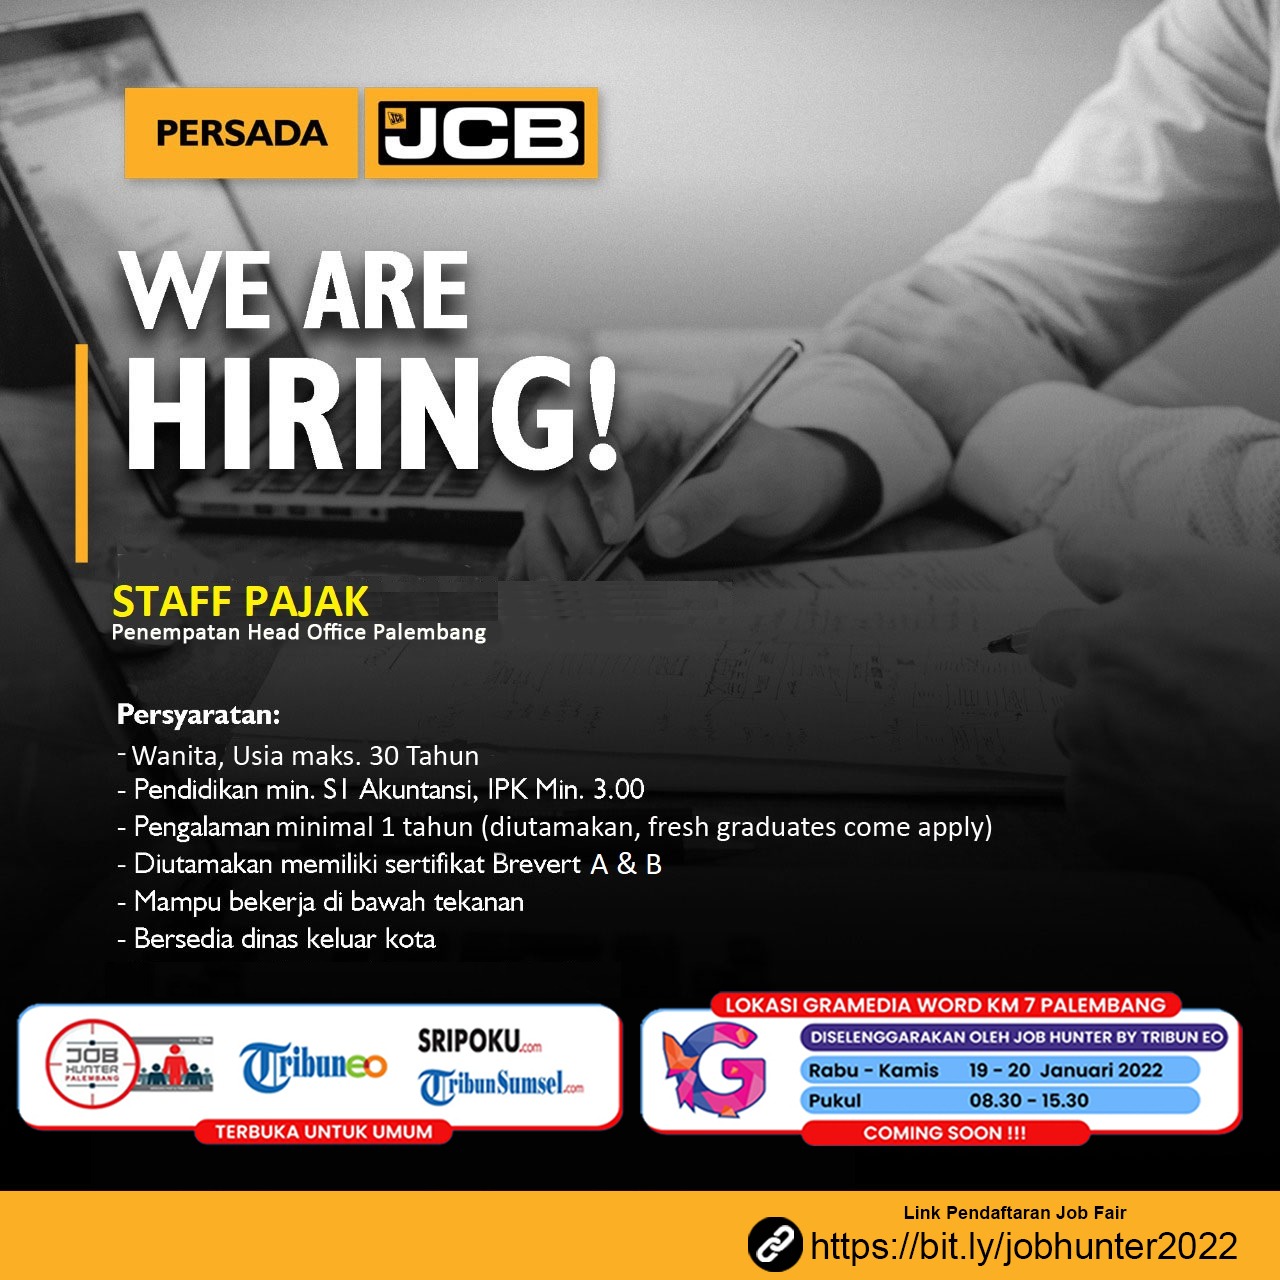 PERSADA
JCB
JCB
WE ARE
HIRING!
STAFF PAJAK
Penempatan Head Office Palembang
Persyaratan:
- Wanita, Usia maks. 30 Tahun
- Pendidikan min. S1 Akuntansi, IPK Min. 3.00
- Pengalaman minimal 1 tahun (diutamakan, fresh graduates come apply)
- Diutamakan memiliki sertifikat Brevert A & B
- Mampu bekerja di bawah tekanan
- Bersedia dinas keluar kota
JOB
HUNTER
PALEMBANG
Tribuneo
SRIPOKU.com
TribunSumsel.com
TERBUKA UNTUK UMUM
LOKASI GRAMEDIA WORD KM 7 PALEMBANG
G
DISELENGGARAKAN OLEH JOB HUNTER BY TRIBUN EO
Rabu - Kamis 19 - 20 Januari 2022
Pukul 08.30 - 15.30
COMING SOON !!!
Link Pendaftaran Job Fair
https://bit.ly/jobhunter2022